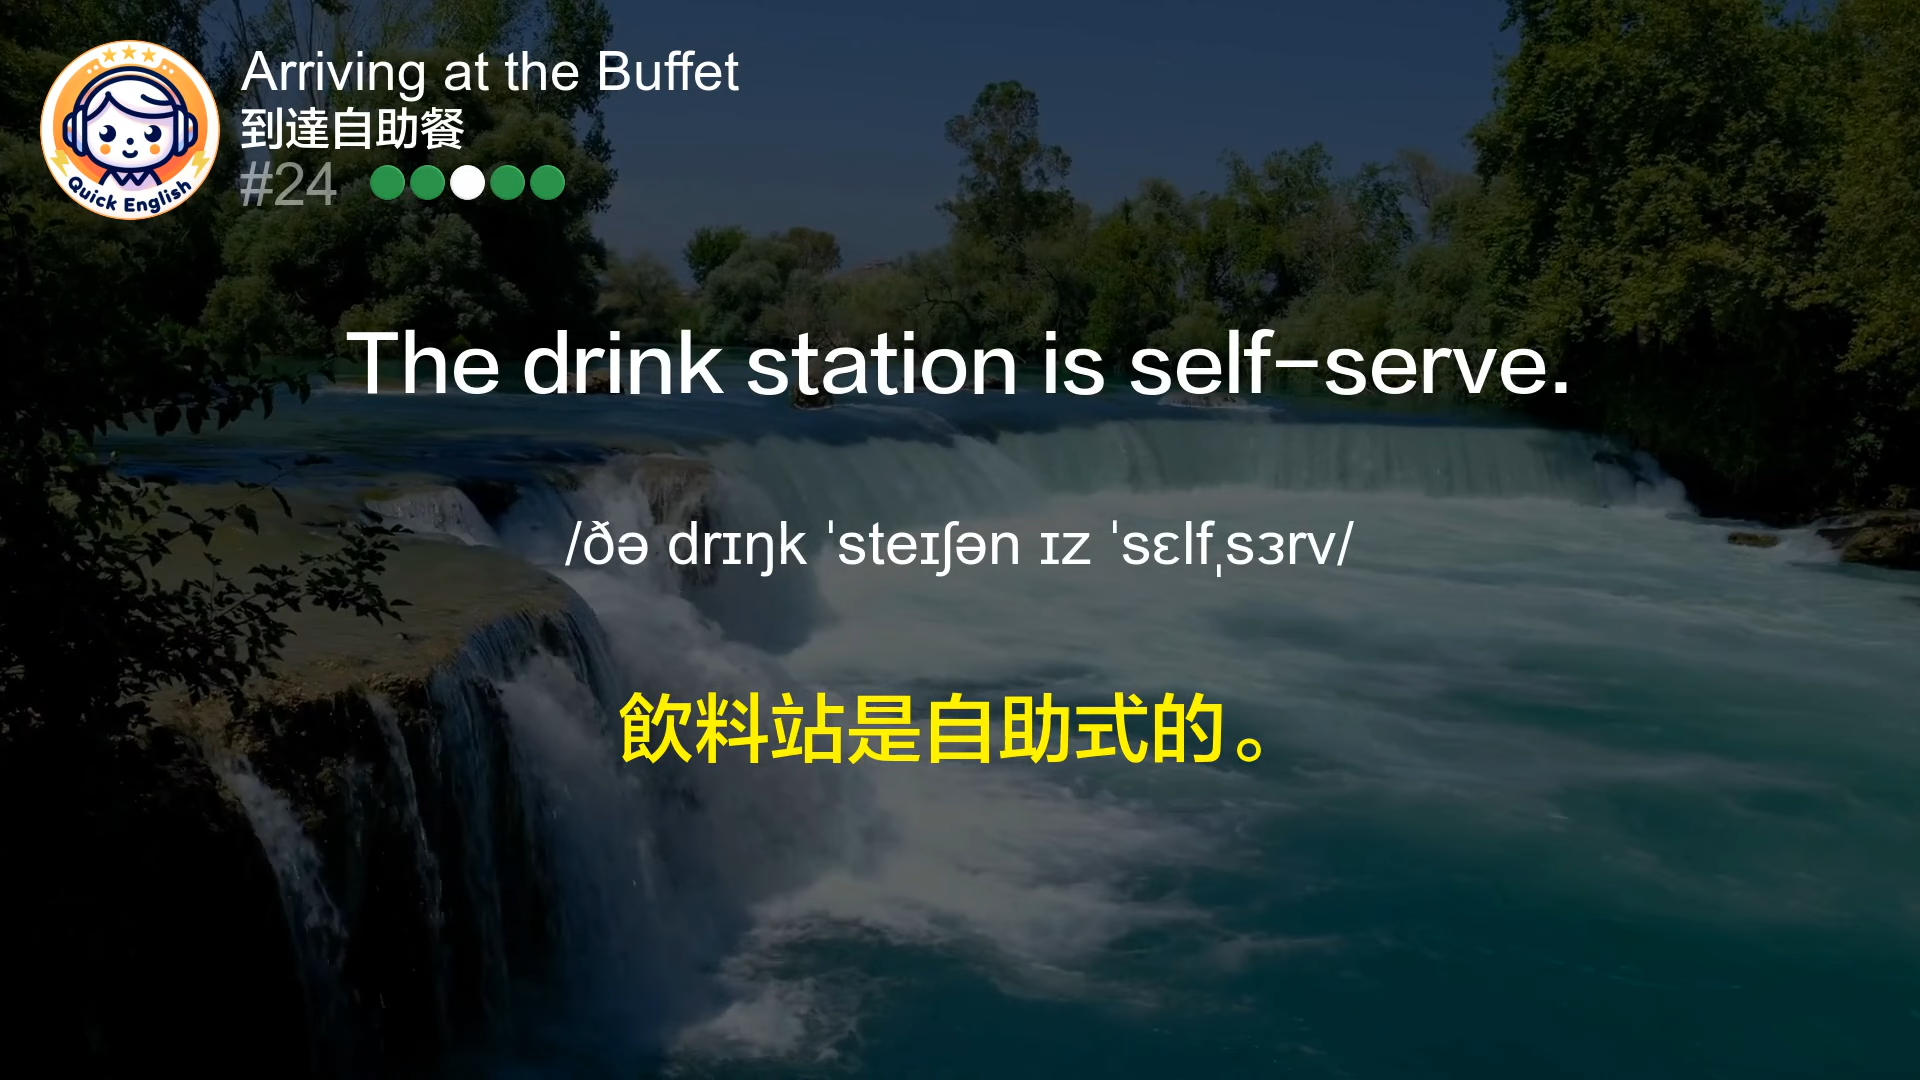 Quick English
Arriving at the Buffet
到達自助餐
#24
The drink station is self-serve.
/ðə drɪŋk ˈsteɪʃən ɪz ˈsɛlfˌsɜrv/
飲料站是自助式的。